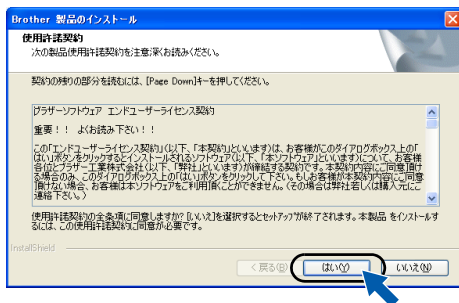 Brother 製品のインストール
使用許諾契約
次の製品使用許諾契約を注意深くお読みください。
契約の残りの部分を読むには、[Page Down]キーを押してください。
ブラザーソフトウェア エンドユーザーライセンス契約
重要！！ よくお読み下さい！！
この「エンドユーザーライセンス契約」(以下、「本契約」といいます)は、お客様がこのダイアログボックス上の「
はい」ボタンをクリックするとインストールされるソフトウェア(以下、「本ソフトウェア」といいます)について、お客様
各位とブラザー工業株式会社(以下、「弊社」といいます)が締結する契約です。本契約内容にご同意頂け
る場合のみ、このダイアログボックス上の「はい」ボタンをクリックして下さい。もしお客様が本契約内容にご同意
頂けない場合、お客様は本ソフトウェアをご利用頂くことができません。(その場合は弊社若しくは購入元にご
連絡下さい。)
使用許諾契約の全条項に同意しますか? [いいえ]を選択するとセットアップが終了されます。本製品 をインストールす
るには、この使用許諾契約に同意が必要です。
InstallShield
< 戻る(B)
はい(Y)
いいえ(N)